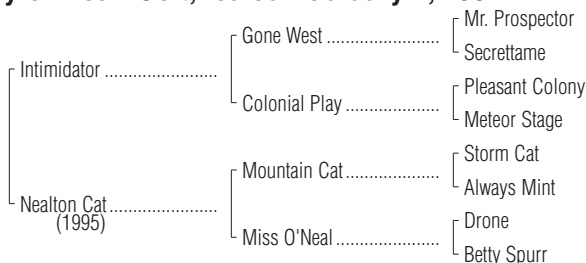 Mr. Prospector
Gone West ......................
Secrettame
Intimidator ......................
Pleasant Colony
Colonial Play ....................
Meteor Stage
Storm Cat
Mountain Cat ....................
Always Mint
Nealton Cat ......................
(1995)
Drone
Miss O'Neal ......................
Betty Spurr